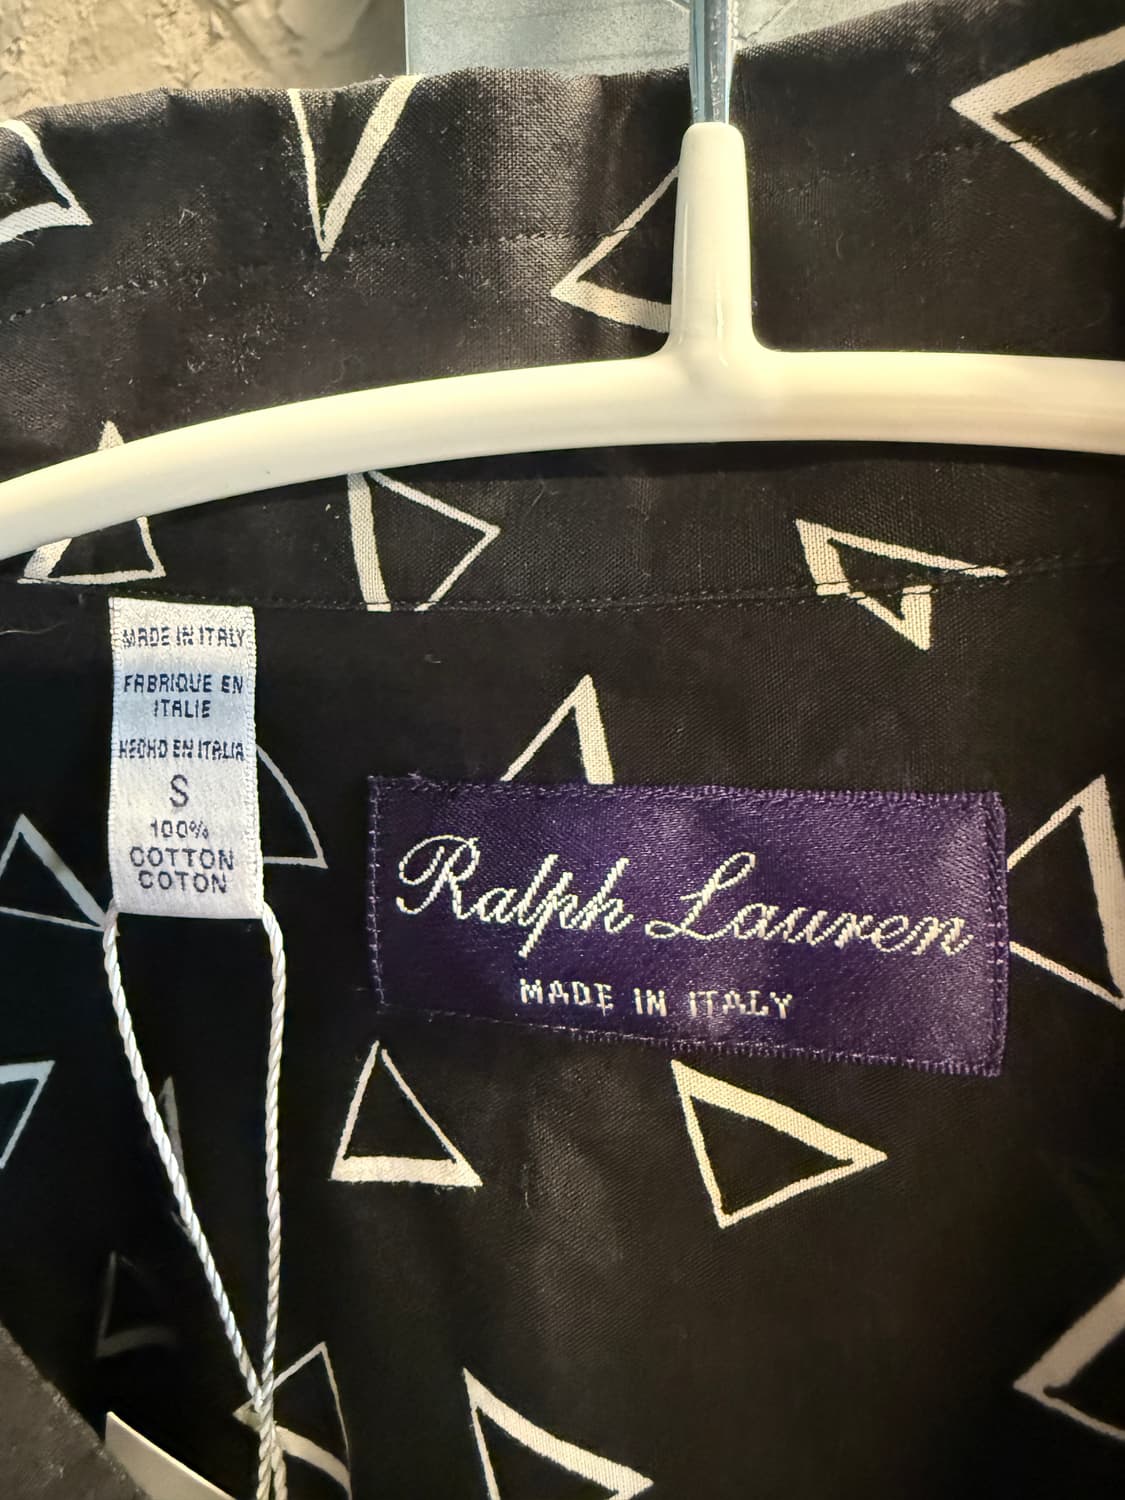 MADE IN ITALY
FABRIQUE EN
ITALIE
HECHO EN ITALIA
S
100%
COTTON
COTON
Ralph Lauren
MADE IN ITALY